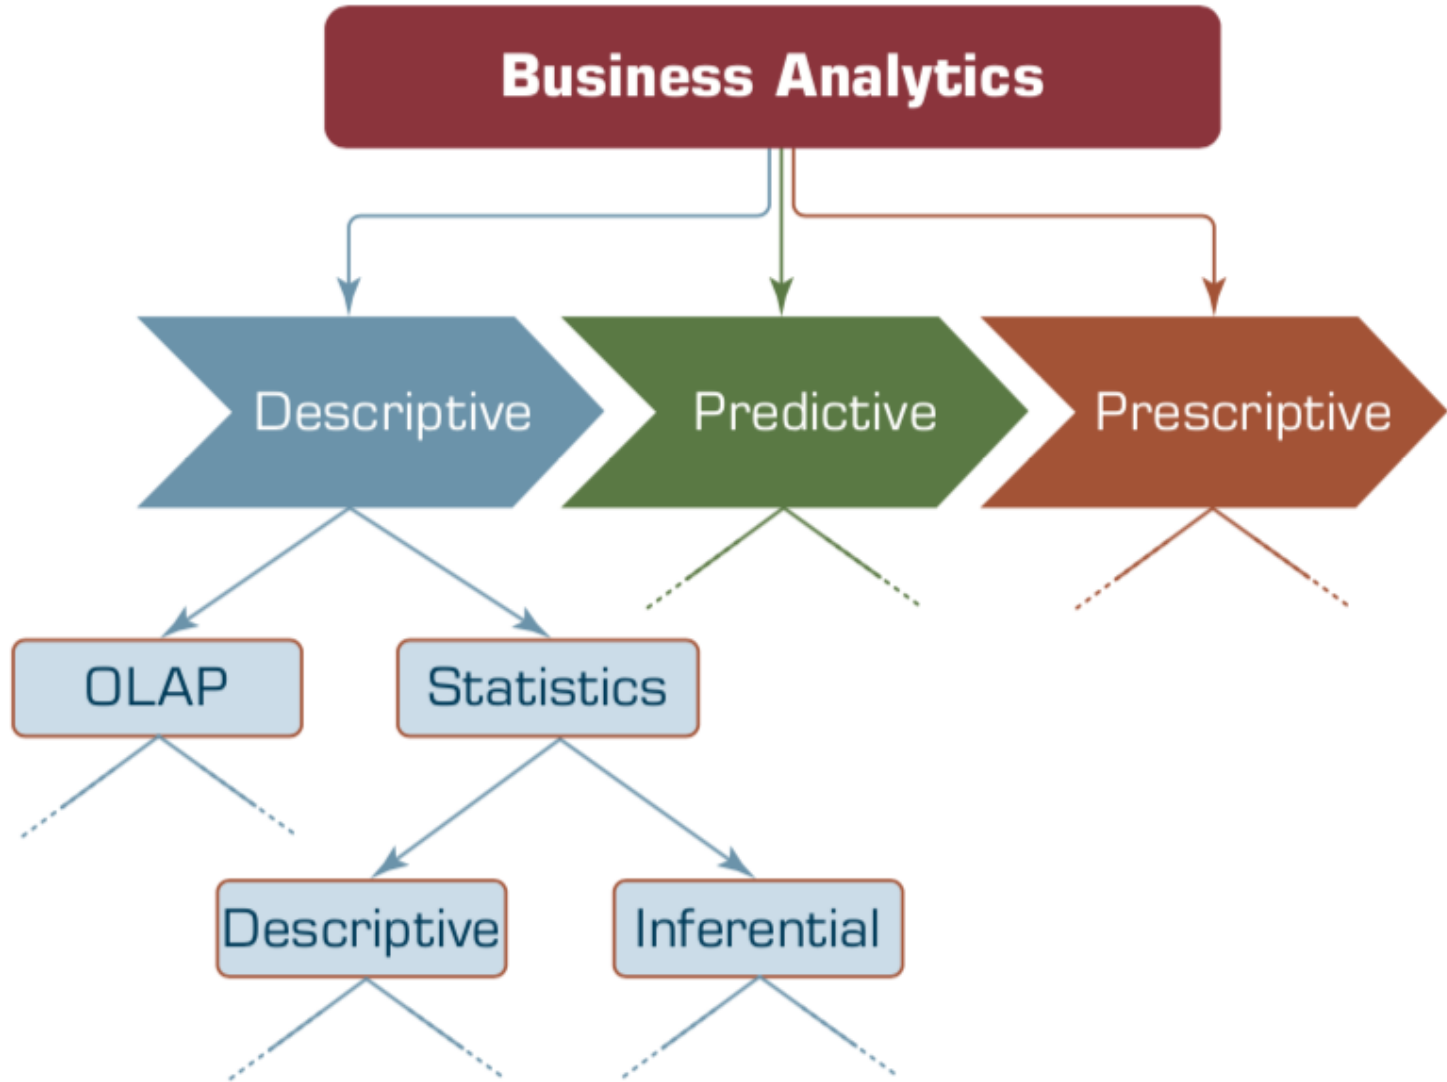 Business Analytics
Descriptive
Predictive
Prescriptive
OLAP
Statistics
Descriptive
Inferential